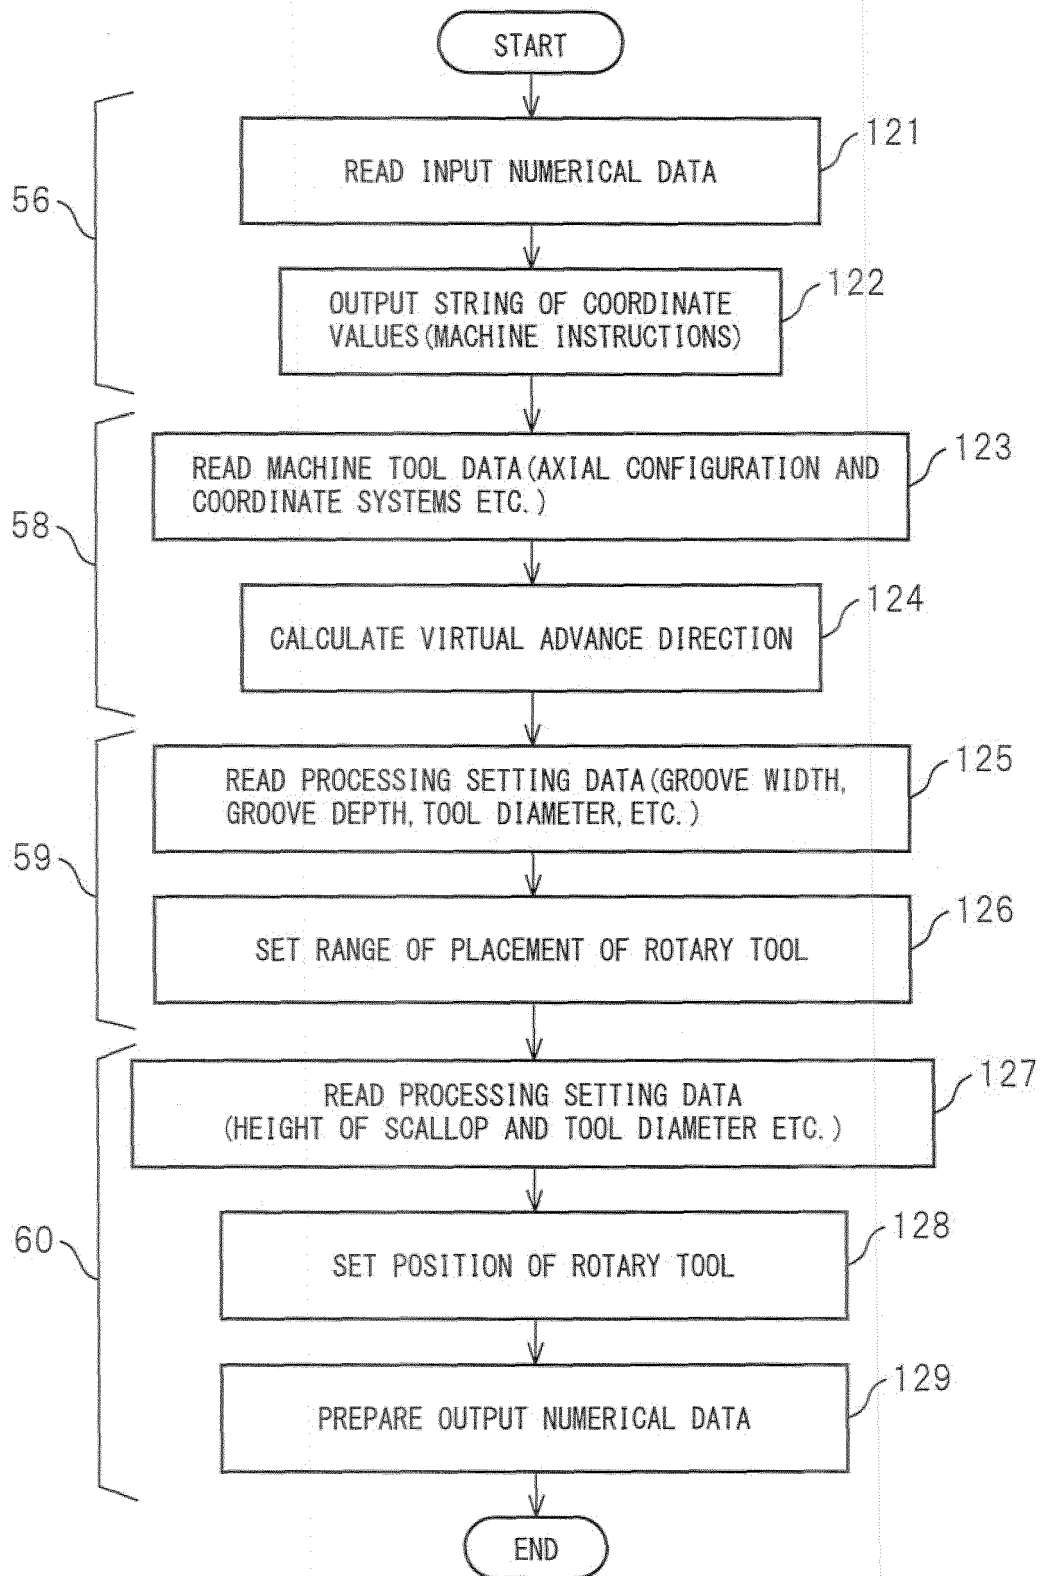 START
121
READ INPUT NUMERICAL DATA
56
122
OUTPUT STRING OF COORDINATE
VALUES(MACHINE INSTRUCTIONS)
123
READ MACHINE TOOL DATA(AXIAL CONFIGURATION AND
COORDINATE SYSTEMS ETC.)
58
124
CALCULATE VIRTUAL ADVANCE DIRECTION
125
READ PROCESSING SETTING DATA(GROOVE WIDTH,
GROOVE DEPTH, TOOL DIAMETER, ETC.)
59
126
SET RANGE OF PLACEMENT OF ROTARY TOOL
127
READ PROCESSING SETTING DATA
(HEIGHT OF SCALLOP AND TOOL DIAMETER ETC.)
60
128
SET POSITION OF ROTARY TOOL
129
PREPARE OUTPUT NUMERICAL DATA
END